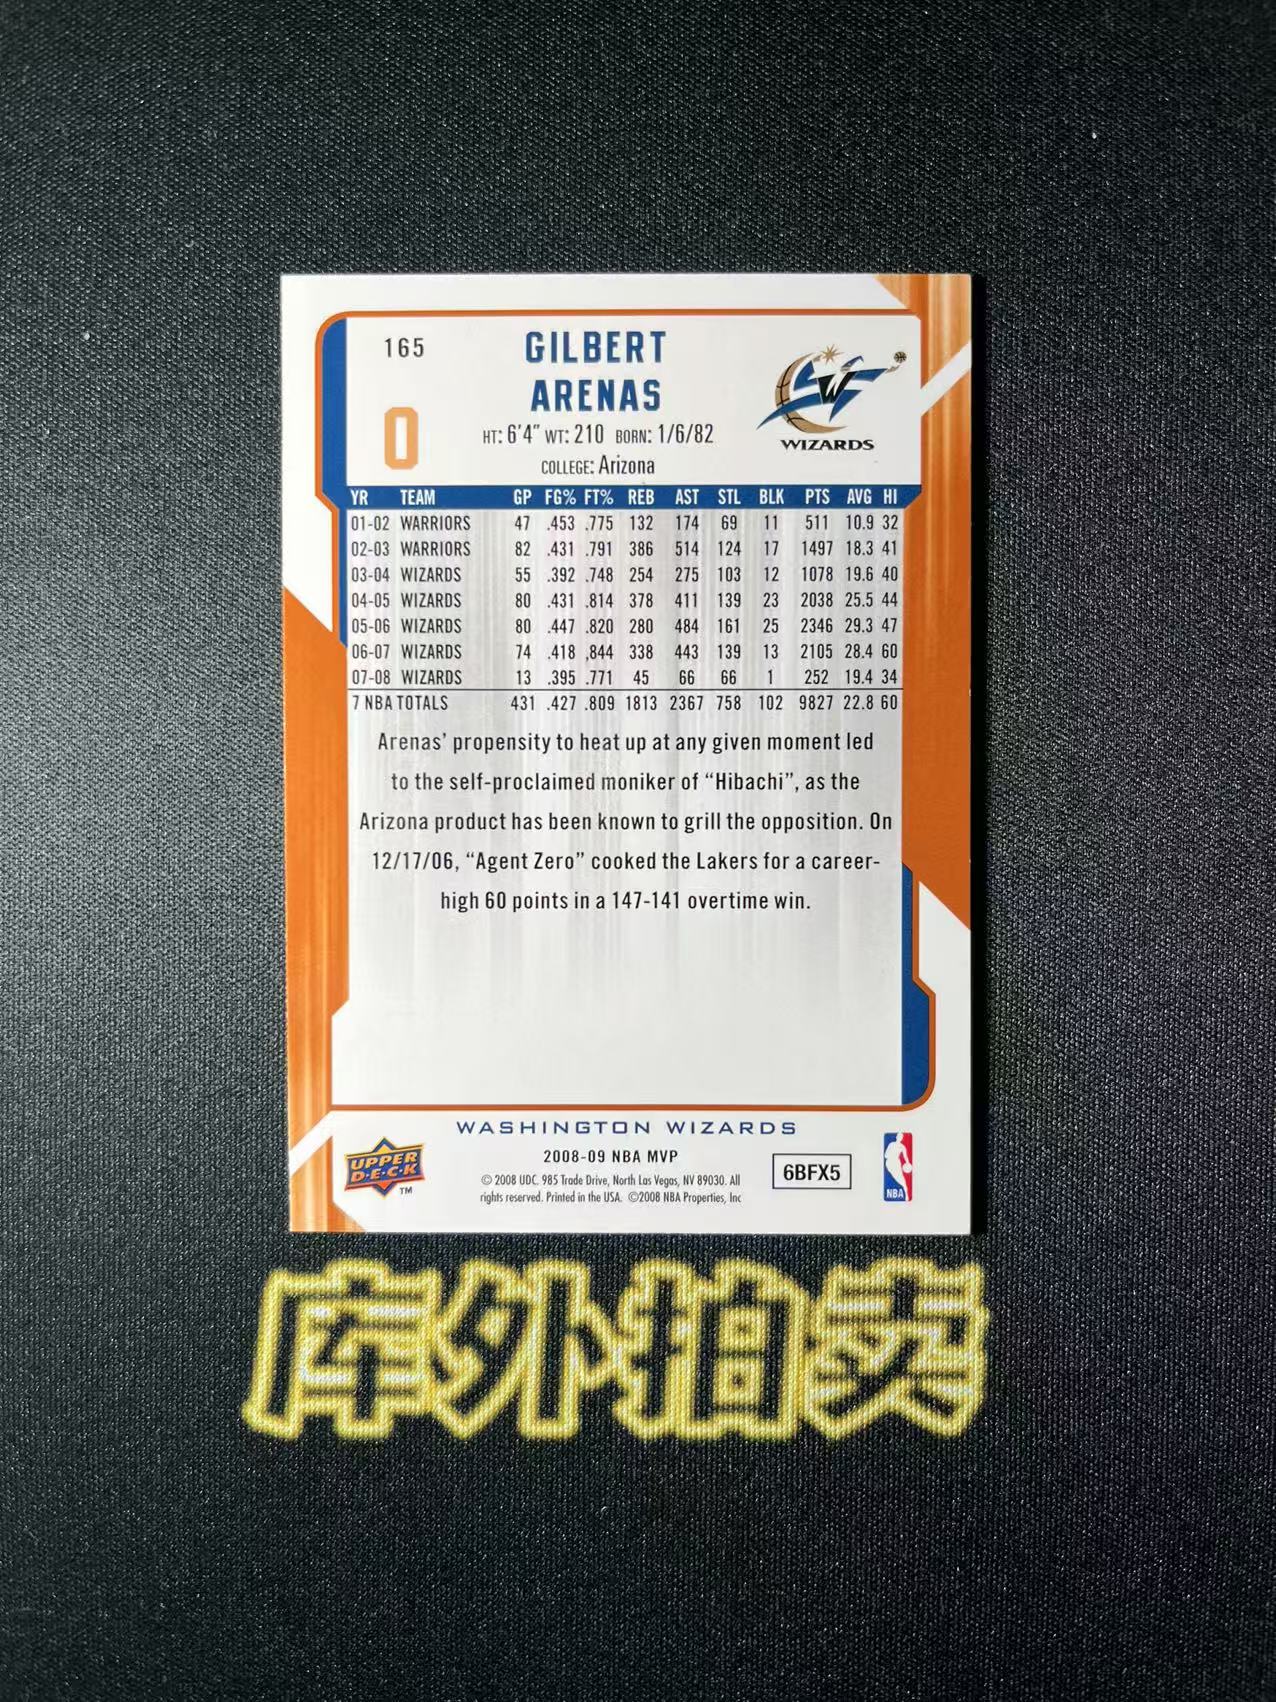 165
GILBERT
ARENAS
0
HT: 6'4" WT: 210 BORN: 1/6/82
COLLEGE: Arizona
WIZARDS
YR TEAM GP FG% FT% REB AST STL BLK PTS AVG HI
01-02 WARRIORS 47 .453 .775 132 174 69 11 511 10.9 32
02-03 WARRIORS 82 .431 .791 386 514 124 17 1497 18.3 41
03-04 WIZARDS 55 .392 .748 254 275 103 12 1078 19.6 40
04-05 WIZARDS 80 .431 .814 378 411 139 23 2038 25.5 44
05-06 WIZARDS 80 .447 .820 280 484 161 25 2346 29.3 47
06-07 WIZARDS 74 .418 ,844 338 443 139 13 2105 28.4 60
07-08 WIZARDS 13 .395 .771 45 66 66 1 252 19.4 34
7 NBA TOTALS 431 .427 .809 1813 2367 758 102 9827 22.8 60
Arenas' propensity to heat up at any given moment led
to the self-proclaimed moniker of “Hibachi”, as the
Arizona product has been known to grill the opposition. On
12/17/06, “Agent Zero” cooked the Lakers for a career-
high 60 points in a 147-141 overtime win.
WASHINGTON WIZARDS
UPPER
D·E·C·K
TM
2008-09 NBA MVP
© 2008 UDC. 985 Trade Drive, North Las Vegas, NV 89030. All
rights reserved. Printed in the USA. ©2008 NBA Properties, Inc
6BFX5
NBA
库外拍卖